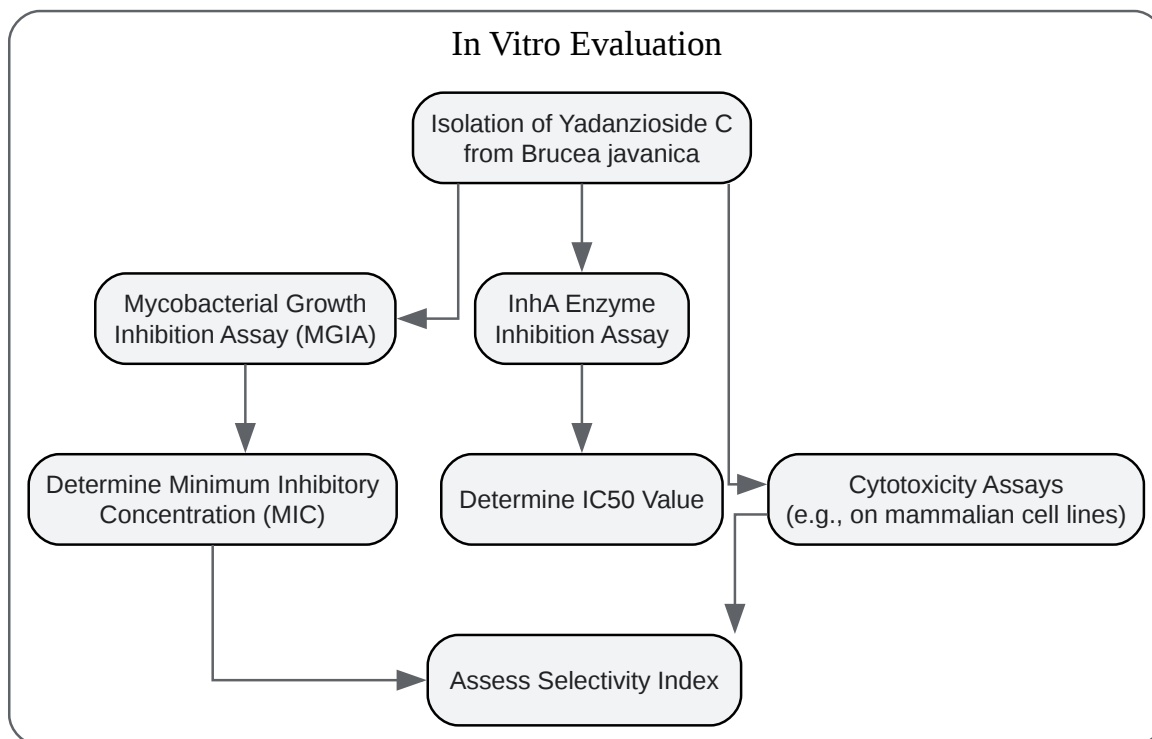 In Vitro Evaluation
Isolation of Yadanzioside C
from Brucea javanica
Mycobacterial Growth
Inhibition Assay (MGIA)
InhA Enzyme
Inhibition Assay
Determine Minimum Inhibitory
Concentration (MIC)
Determine IC50 Value
Cytotoxicity Assays
(e.g., on mammalian cell lines)
Assess Selectivity Index